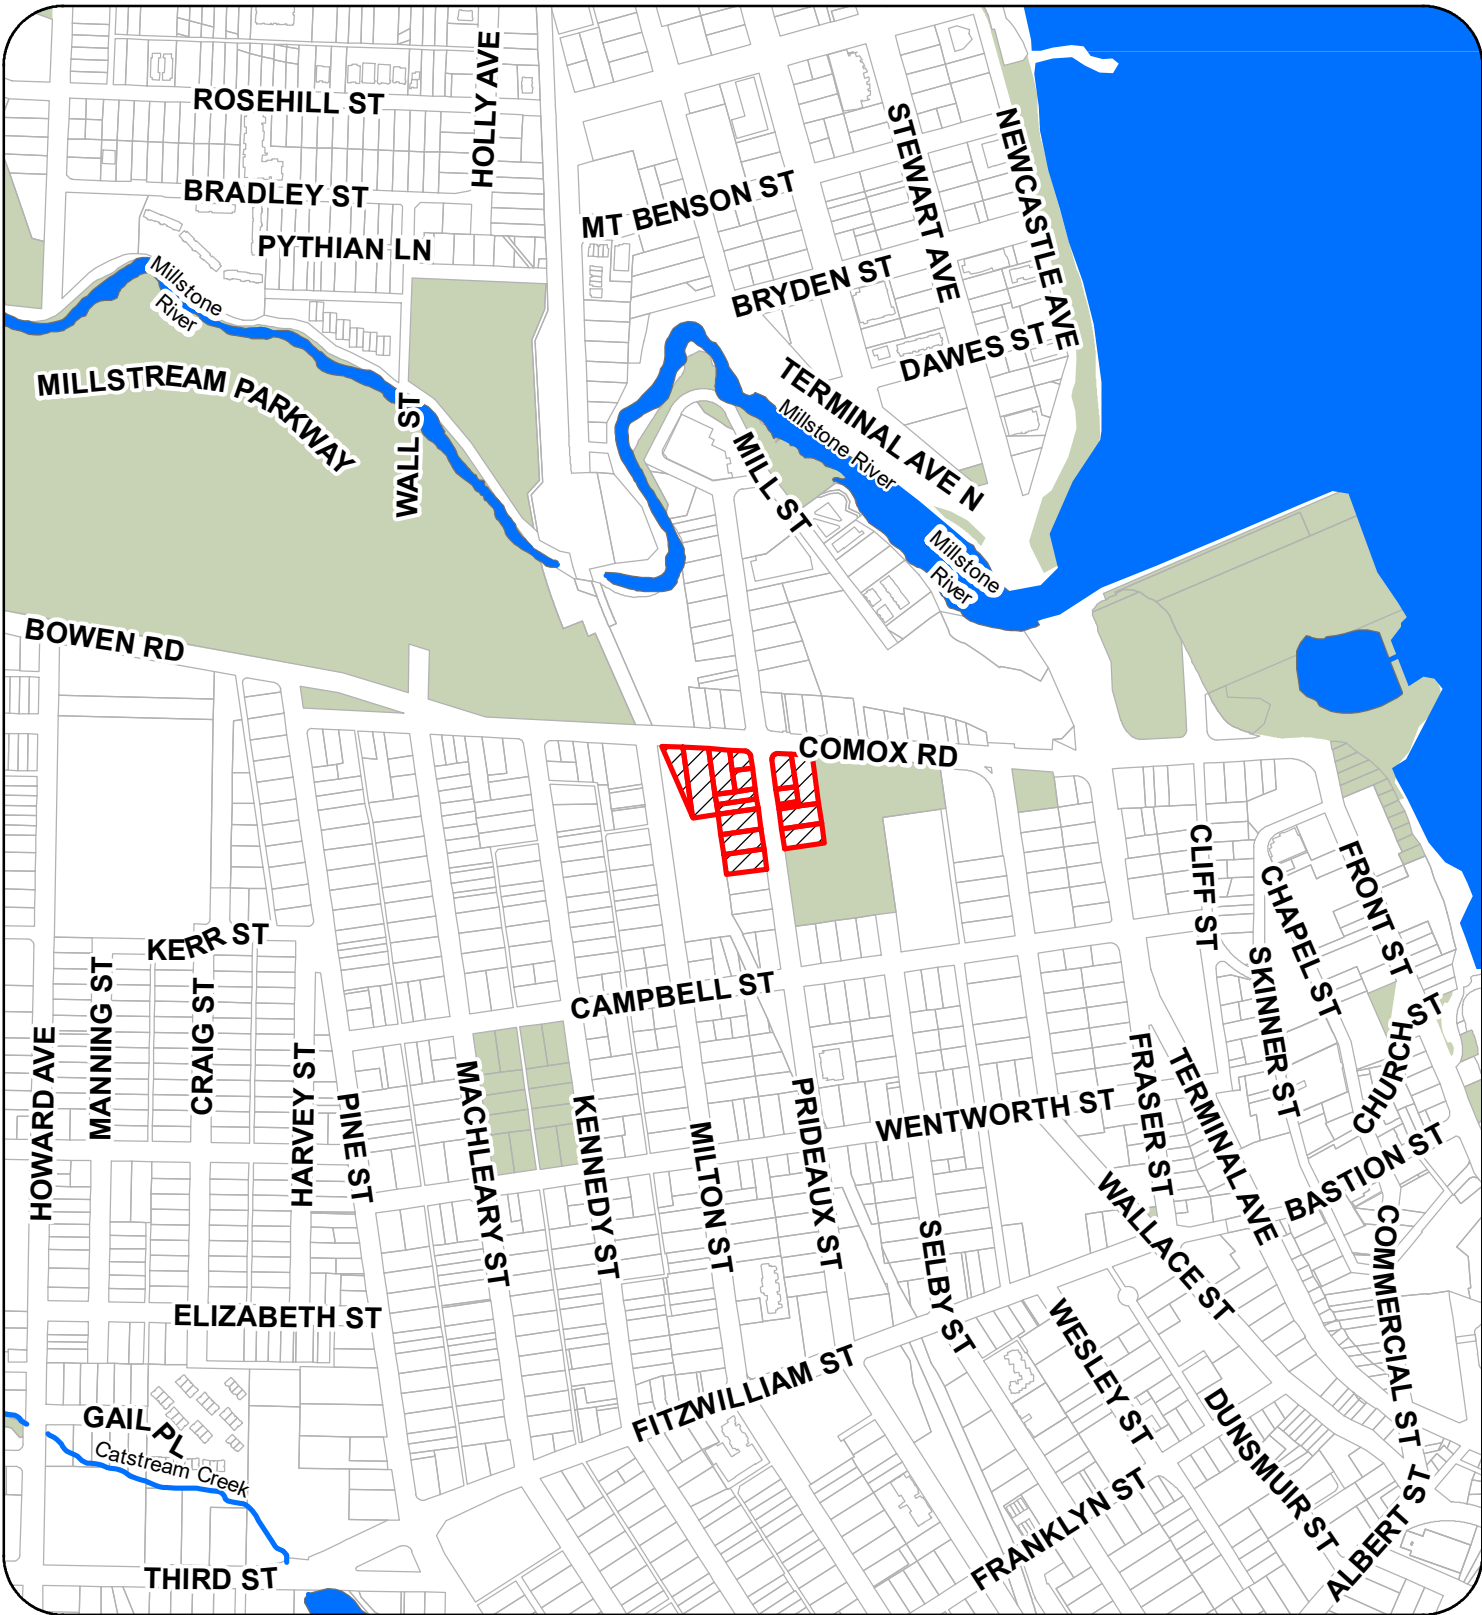 ROSEHILL ST
HOLLY AVE
BRADLEY ST
PYTHIAN LN
MT BENSON ST
STEWART AVE
NEWCASTLE AVE
BRYDEN ST
DAWES ST
Millstone
River
MILLSTREAM PARKWAY
WALL ST
TERMINAL AVE N
Millstone River
MILL ST
Millstone
River
BOWEN RD
COMOX RD
CLIFF ST
CHAPEL ST
FRONT ST
KERR ST
MANNING ST
CRAIG ST
CAMPBELL ST
SKINNER ST
CHURCH ST
HOWARD AVE
HARVEY ST
PINE ST
MACHLEARY ST
KENNEDY ST
MILTON ST
PRIDEAUX ST
WENTWORTH ST
FRASER ST
TERMINAL AVE
BASTION ST
WALLACE ST
SELBY ST
COMMERCIAL ST
ELIZABETH ST
WESLEY ST
FITZWILLIAM ST
DUNSMUIR ST
GAIL PL
Catstream Creek
FRANKLYN ST
ALBERT ST
THIRD ST